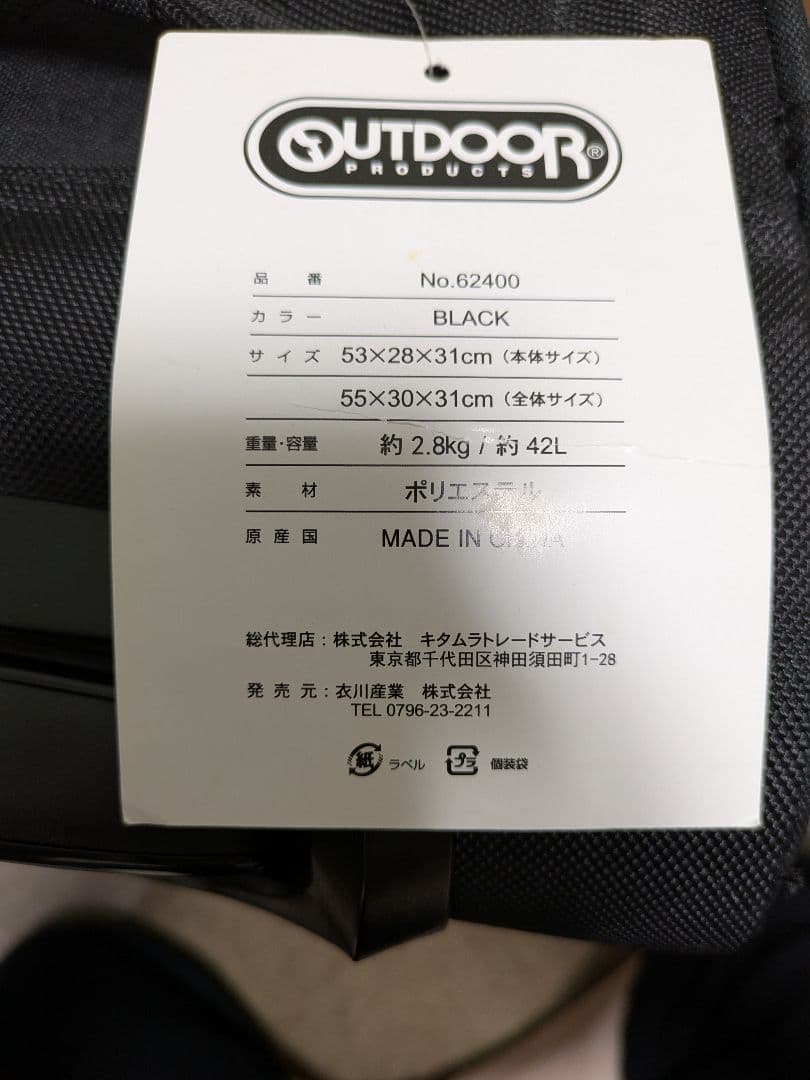 OUTDOOR®
PRODUCTS
品番 No.62400
カラー BLACK
サイズ 53×28×31cm（本体サイズ）
55×30×31cm（全体サイズ）
重量・容量 約 2.8kg / 約 42L
素材 ポリエステル
原産国 MADE IN CHINA
総代理店：株式会社 キタムラトレードサービス
東京都千代田区神田須田町1-28
発売元：衣川産業 株式会社
TEL 0796-23-2211
紙 ラベル プラ 個装袋